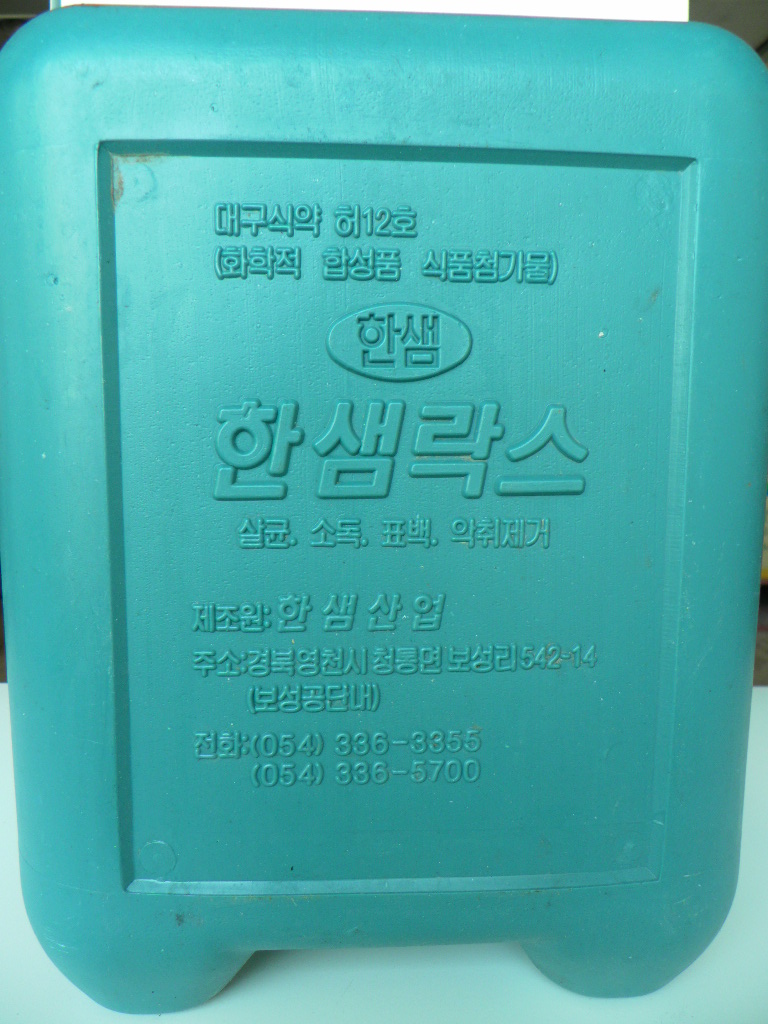 대구식약 허12호
(화학적 합성품 식품첨가물)
한샘
한샘락스
살균. 소독. 표백. 악취제거
제조원: 한샘산업
주소:경북영천시 청통면 보성리 542-14
(보성공단내)
전화:(054) 336-3355
(054) 336-5700